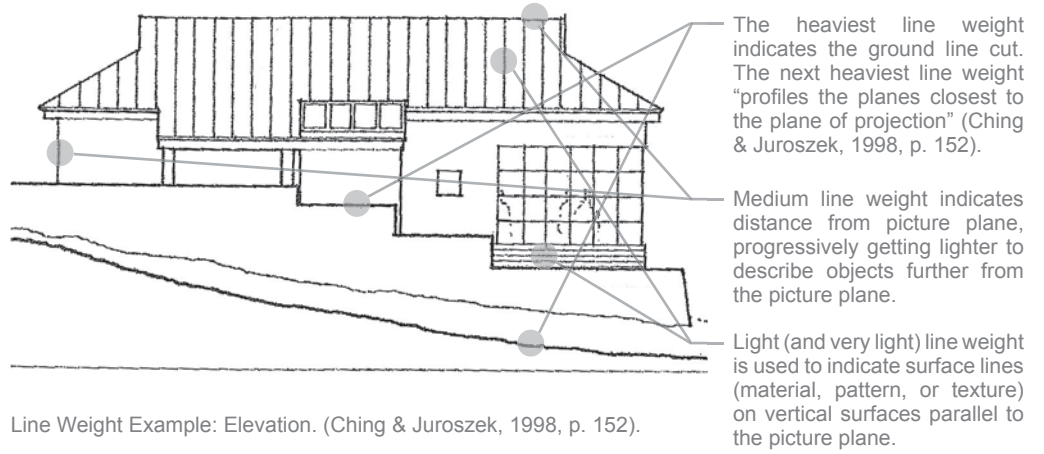 The heaviest line weight
indicates the ground line cut.
The next heaviest line weight
“profiles the planes closest to
the plane of projection” (Ching
& Juroszek, 1998, p. 152).
Medium line weight indicates
distance from picture plane,
progressively getting lighter to
describe objects further from
the picture plane.
Light (and very light) line weight
is used to indicate surface lines
(material, pattern, or texture)
on vertical surfaces parallel to
the picture plane.
Line Weight Example: Elevation. (Ching & Juroszek, 1998, p. 152).